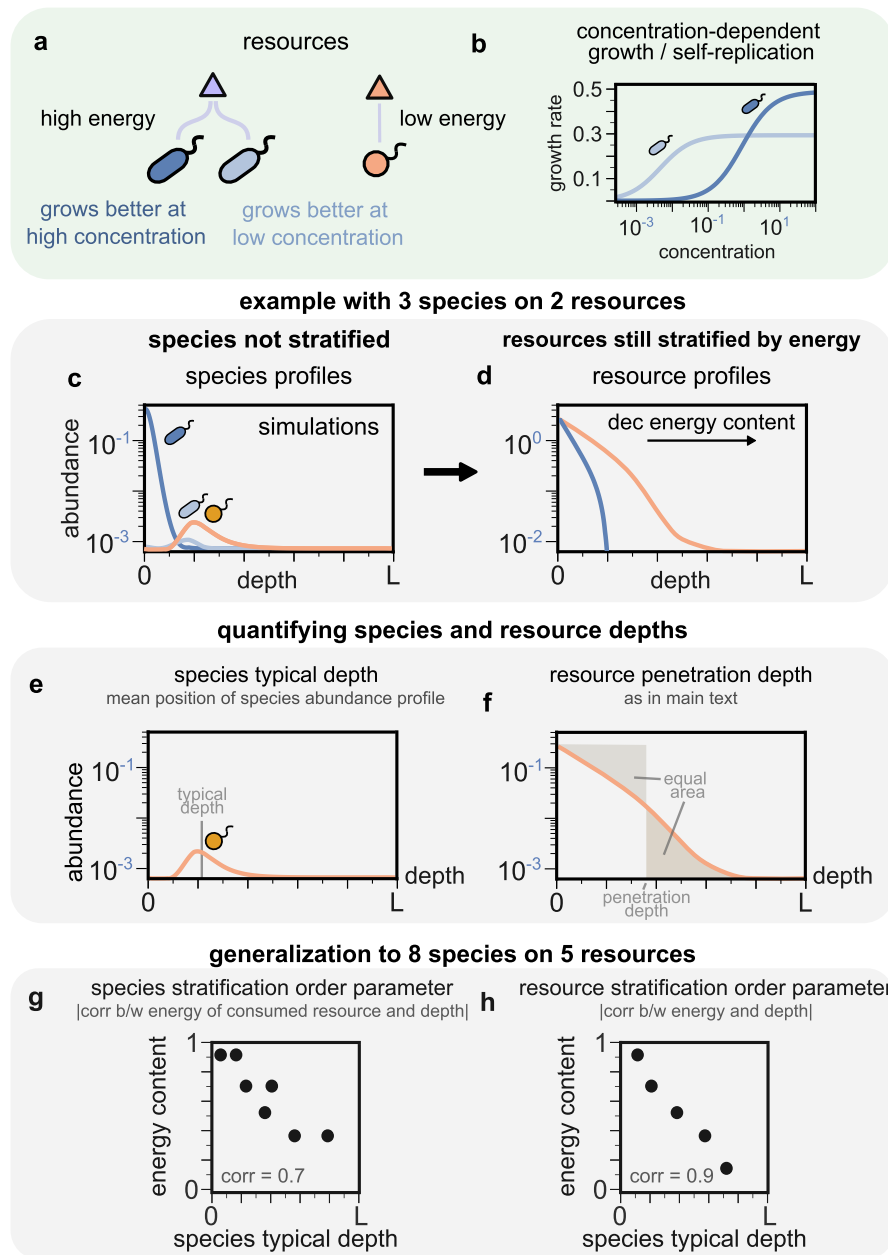 a
resources
high energy
low energy
grows better at
high concentration
grows better at
low concentration
b
concentration-dependent
growth / self-replication
growth rate
0.5
0.3
0.1
10-3
10-1
101
concentration
example with 3 species on 2 resources
species not stratified
resources still stratified by energy
c
species profiles
simulations
abundance
10-1
10-3
0
depth
L
d
resource profiles
dec energy content
100
10-2
0
depth
L
quantifying species and resource depths
e
species typical depth
mean position of species abundance profile
abundance
10-1
10-3
typical
depth
0
L
depth
f
resource penetration depth
as in main text
10-1
10-3
equal
area
penetration
depth
0
L
depth
generalization to 8 species on 5 resources
g
species stratification order parameter
|corr b/w energy of consumed resource and depth|
energy content
1
0
corr = 0.7
0
L
species typical depth
h
resource stratification order parameter
|corr b/w energy and depth|
energy content
1
0
corr = 0.9
0
L
species typical depth